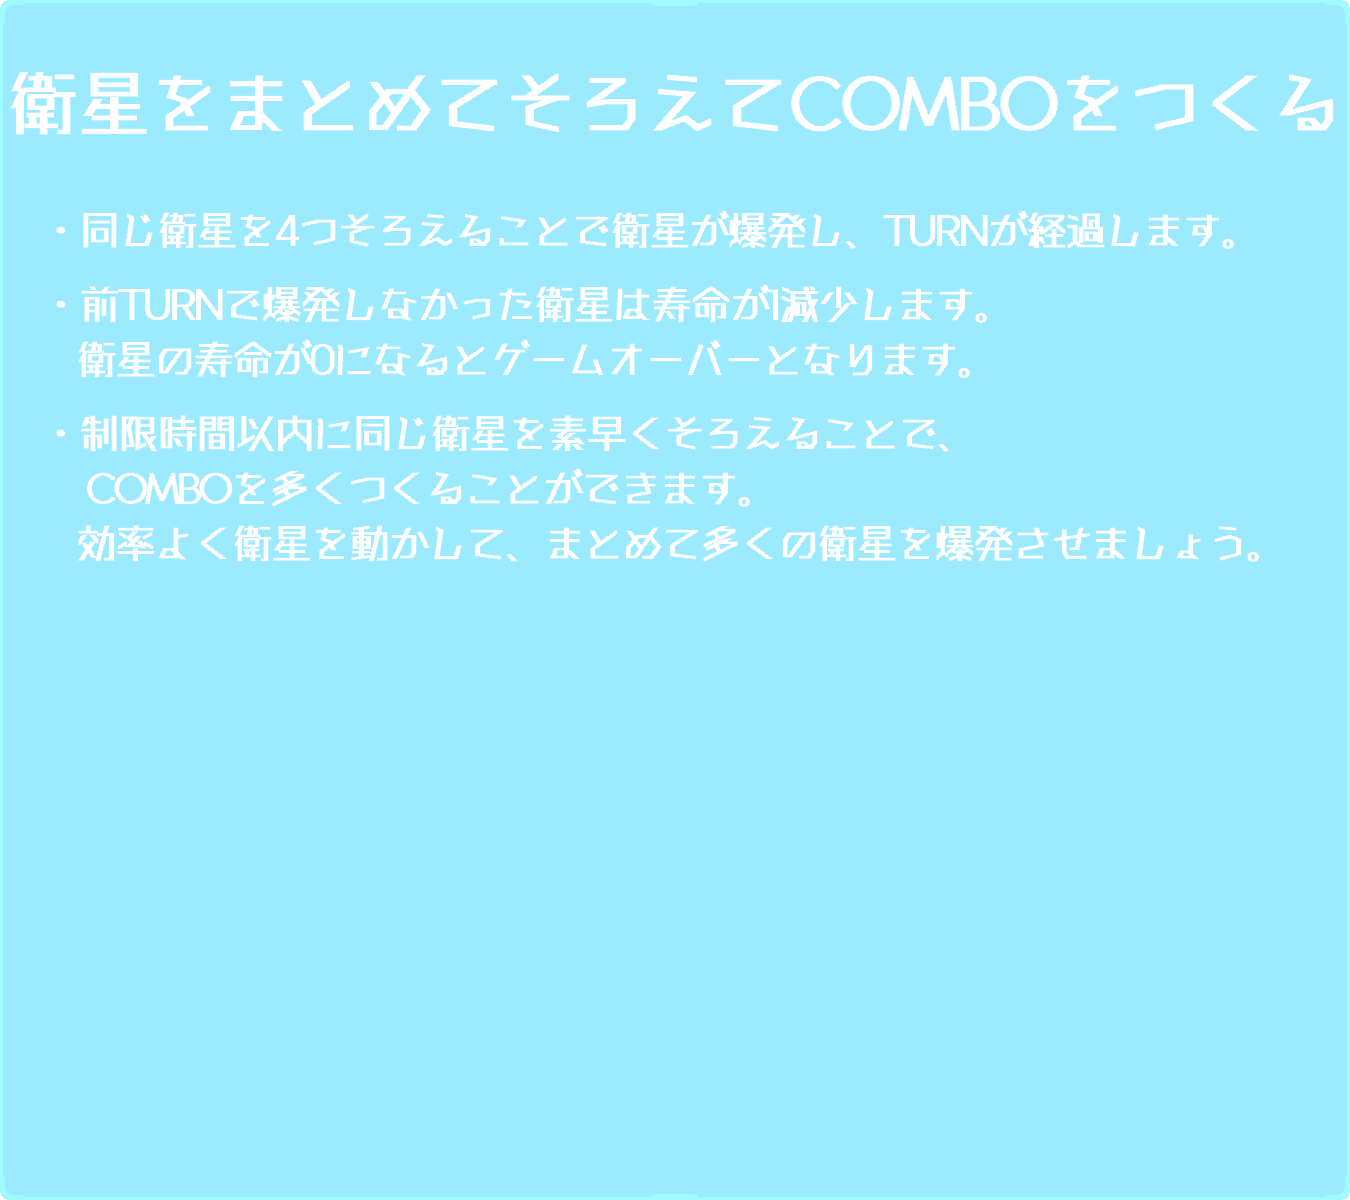 衛星をまとめてそろえてCOMBOをつくる
・同じ衛星を4つそろえることで衛星が爆発し、TURNが経過します。
・前TURNで爆発しなかった衛星は寿命が1減少します。
衛星の寿命が0になるとゲームオーバーとなります。
・制限時間以内に同じ衛星を素早くそろえることで、
COMBOを多くつくることができます。
効率よく衛星を動かして、まとめて多くの衛星を爆発させましょう。